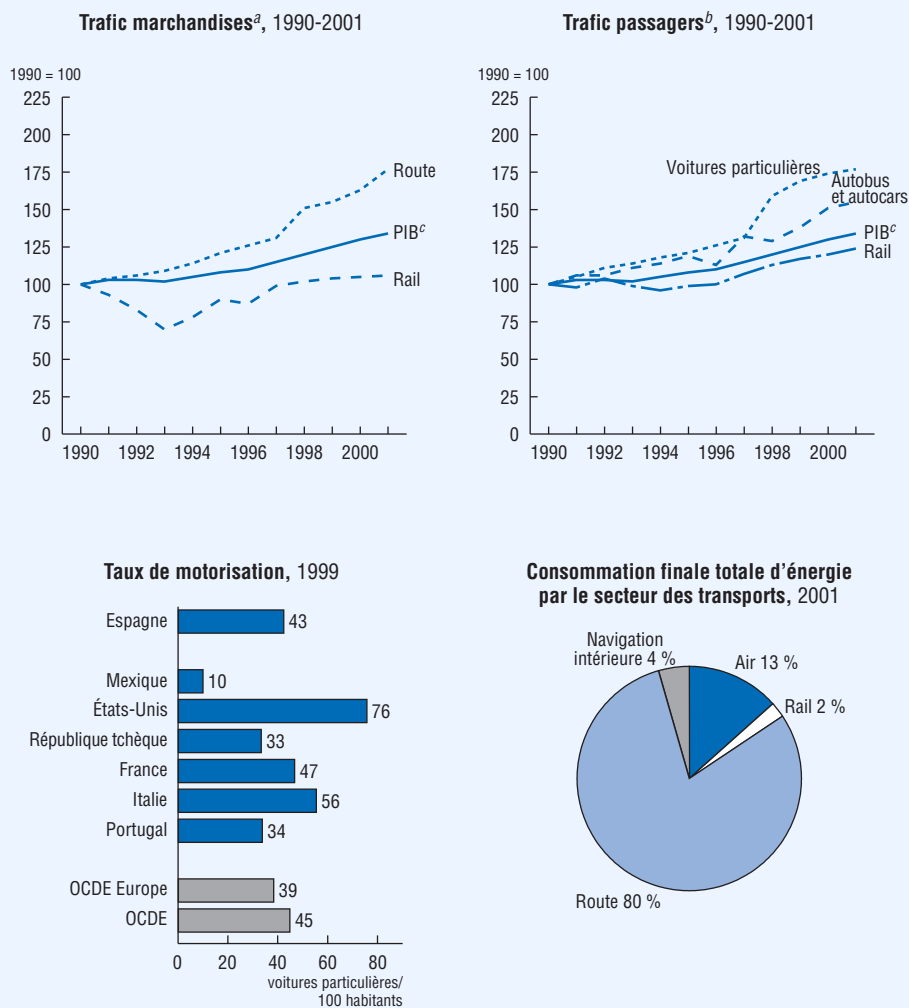 Trafic marchandisesa, 1990-2001
1990 = 100
225
200
175
150
125
100
75
50
25
0
1990 1992 1994 1996 1998 2000
Route
PIBc
Rail
Trafic passagersb, 1990-2001
1990 = 100
225
200
175
150
125
100
75
50
25
0
1990 1992 1994 1996 1998 2000
Voitures particulières
Autobus
et autocars
PIBc
Rail
Taux de motorisation, 1999
Espagne 43
Mexique 10
États-Unis 76
République tchèque 33
France 47
Italie 56
Portugal 34
OCDE Europe 39
OCDE 45
0 20 40 60 80
voitures particulières/
100 habitants
Consommation finale totale d'énergie
par le secteur des transports, 2001
Navigation
intérieure 4 %
Air 13 %
Rail 2 %
Route 80 %